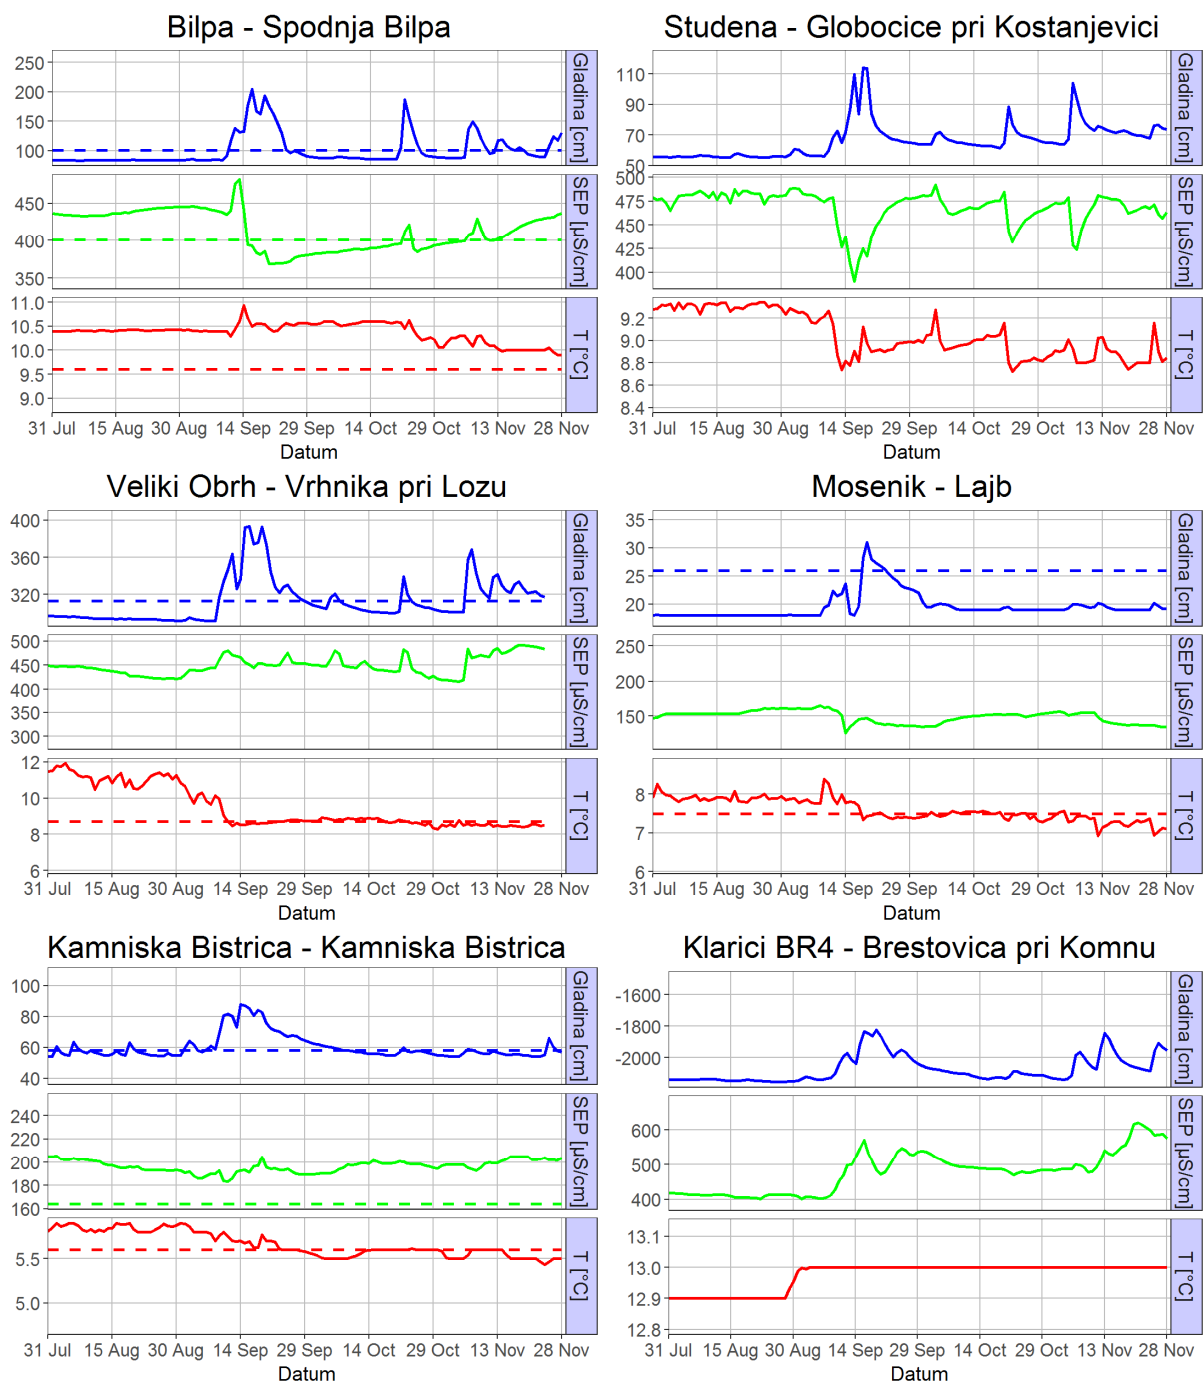 Bilpa - Spodnja Bilpa
250
200
150
100
Gladina [cm]
450
400
350
SEP [µS/cm]
11.0
10.5
10.0
9.5
9.0
T [°C]
31 Jul 15 Aug 30 Aug 14 Sep 29 Sep 14 Oct 29 Oct 13 Nov 28 Nov
Datum
Studena - Globocice pri Kostanjevici
110
90
70
50
Gladina [cm]
500
475
450
425
400
SEP [µS/cm]
9.2
9.0
8.8
8.6
8.4
T [°C]
31 Jul 15 Aug 30 Aug 14 Sep 29 Sep 14 Oct 29 Oct 13 Nov 28 Nov
Datum
Veliki Obrh - Vrhnika pri Lozu
400
360
320
Gladina [cm]
500
450
400
350
300
SEP [µS/cm]
12
10
8
6
T [°C]
31 Jul 15 Aug 30 Aug 14 Sep 29 Sep 14 Oct 29 Oct 13 Nov 28 Nov
Datum
Mosenik - Lajb
35
30
25
20
Gladina [cm]
250
200
150
SEP [µS/cm]
8
7
6
T [°C]
31 Jul 15 Aug 30 Aug 14 Sep 29 Sep 14 Oct 29 Oct 13 Nov 28 Nov
Datum
Kamniska Bistrica - Kamniska Bistrica
100
80
60
40
Gladina [cm]
240
220
200
180
160
SEP [µS/cm]
5.5
5.0
T [°C]
31 Jul 15 Aug 30 Aug 14 Sep 29 Sep 14 Oct 29 Oct 13 Nov 28 Nov
Datum
Klarici BR4 - Brestovica pri Komnu
-1600
-1800
-2000
Gladina [cm]
600
500
400
SEP [µS/cm]
13.1
13.0
12.9
12.8
T [°C]
31 Jul 15 Aug 30 Aug 14 Sep 29 Sep 14 Oct 29 Oct 13 Nov 28 Nov
Datum